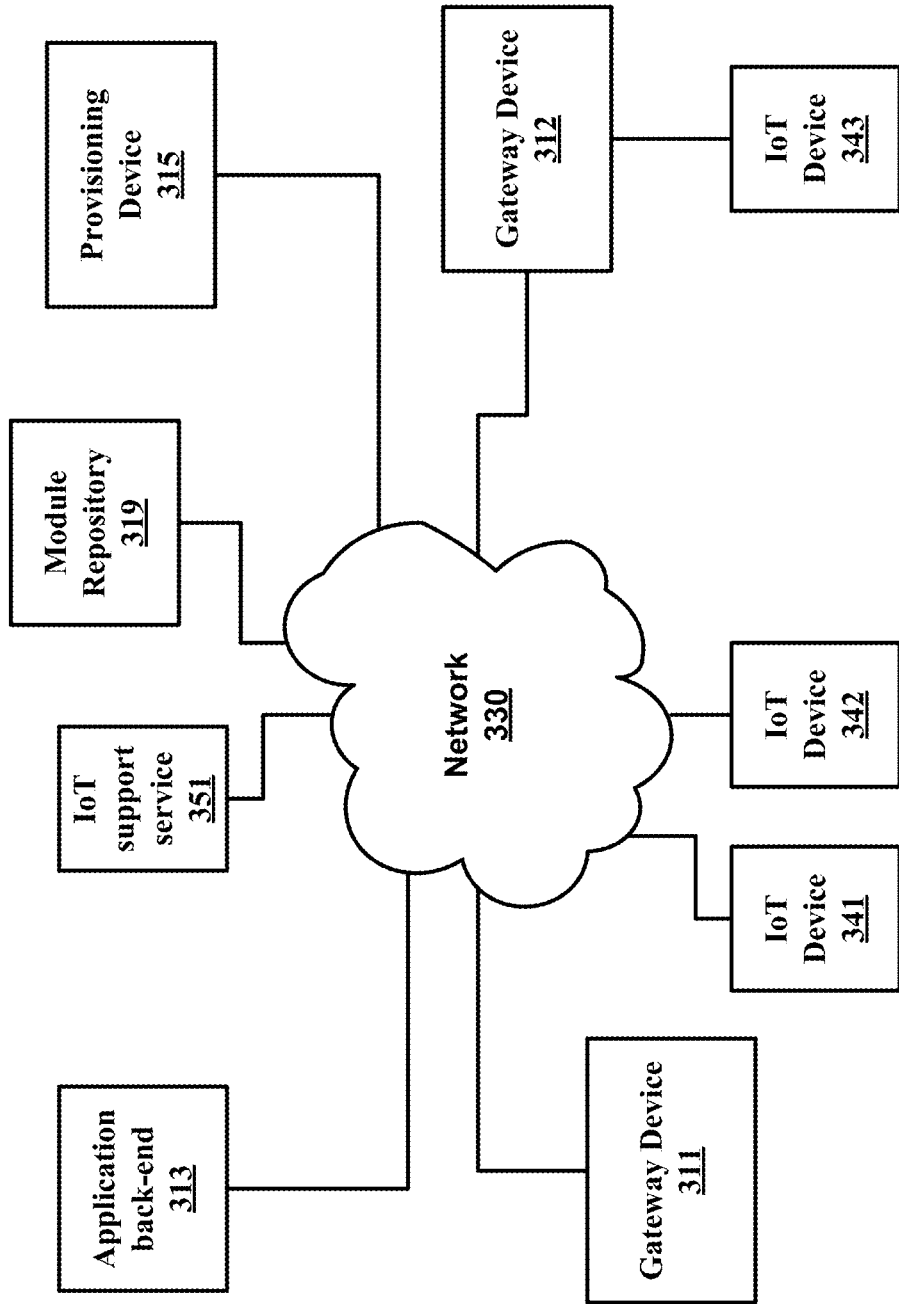 Application
back-end
313
IoT
support
service
351
Module
Repository
319
Provisioning
Device
315
Network
330
Gateway Device
311
IoT
Device
341
IoT
Device
342
Gateway Device
312
IoT
Device
343